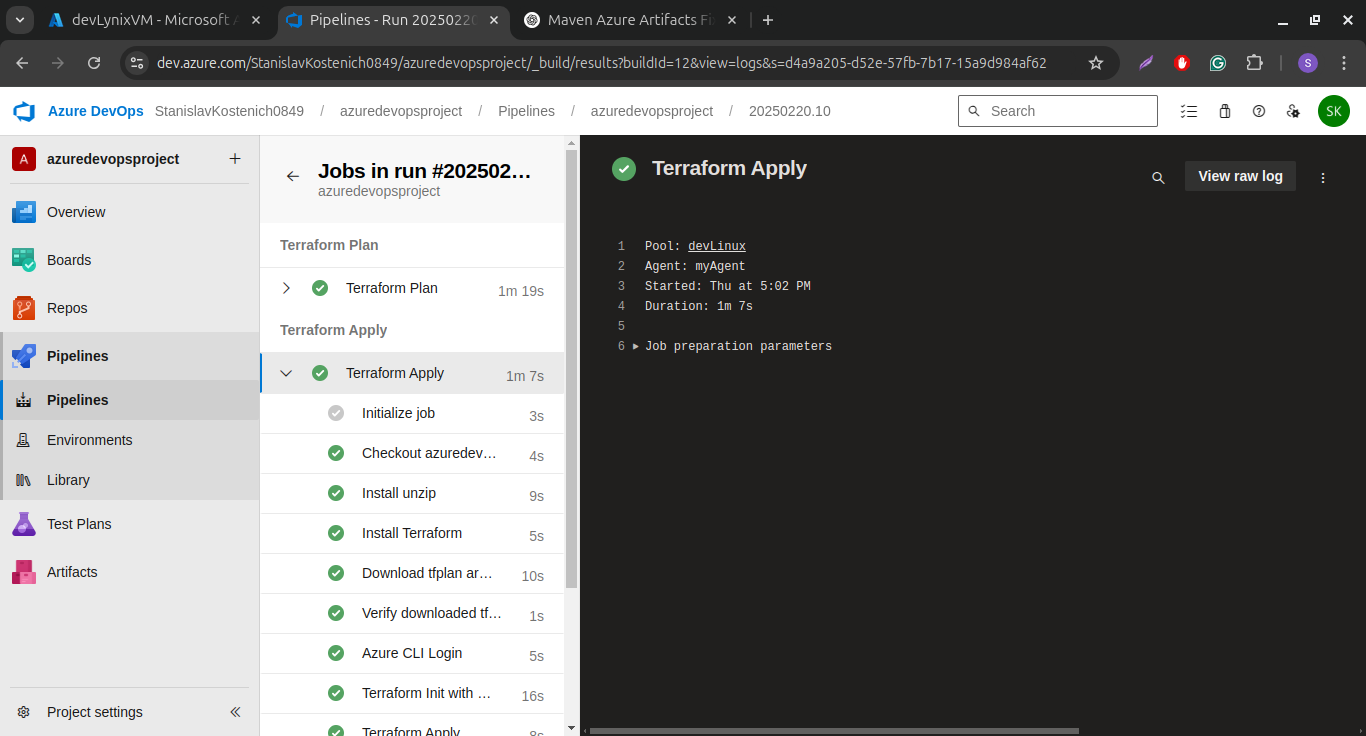 devLynixVM - Microsoft A
Pipelines - Run 20250220
Maven Azure Artifacts Fi
dev.azure.com/StanislavKostenich0849/azuredevopsproject/_build/results?buildId=12&view=logs&s=d4a9a205-d52e-57fb-7b17-15a9d984af62
S
Azure DevOps StanislavKostenich0849 / azuredevopsproject / Pipelines / azuredevopsproject / 20250220.10
Search
SK
A azuredevopsproject
Overview
Boards
Repos
Pipelines
Pipelines
Environments
Library
Test Plans
Artifacts
Project settings
Jobs in run #202502...
azuredevopsproject
Terraform Plan
Terraform Plan 1m 19s
Terraform Apply
Terraform Apply 1m 7s
Initialize job 3s
Checkout azuredev... 4s
Install unzip 9s
Install Terraform 5s
Download tfplan ar... 10s
Verify downloaded tf... 1s
Azure CLI Login 5s
Terraform Init with ... 16s
Terraform Apply 8s
Terraform Apply
View raw log
1 Pool: devLinux
2 Agent: myAgent
3 Started: Thu at 5:02 PM
4 Duration: 1m 7s
5
6 Job preparation parameters